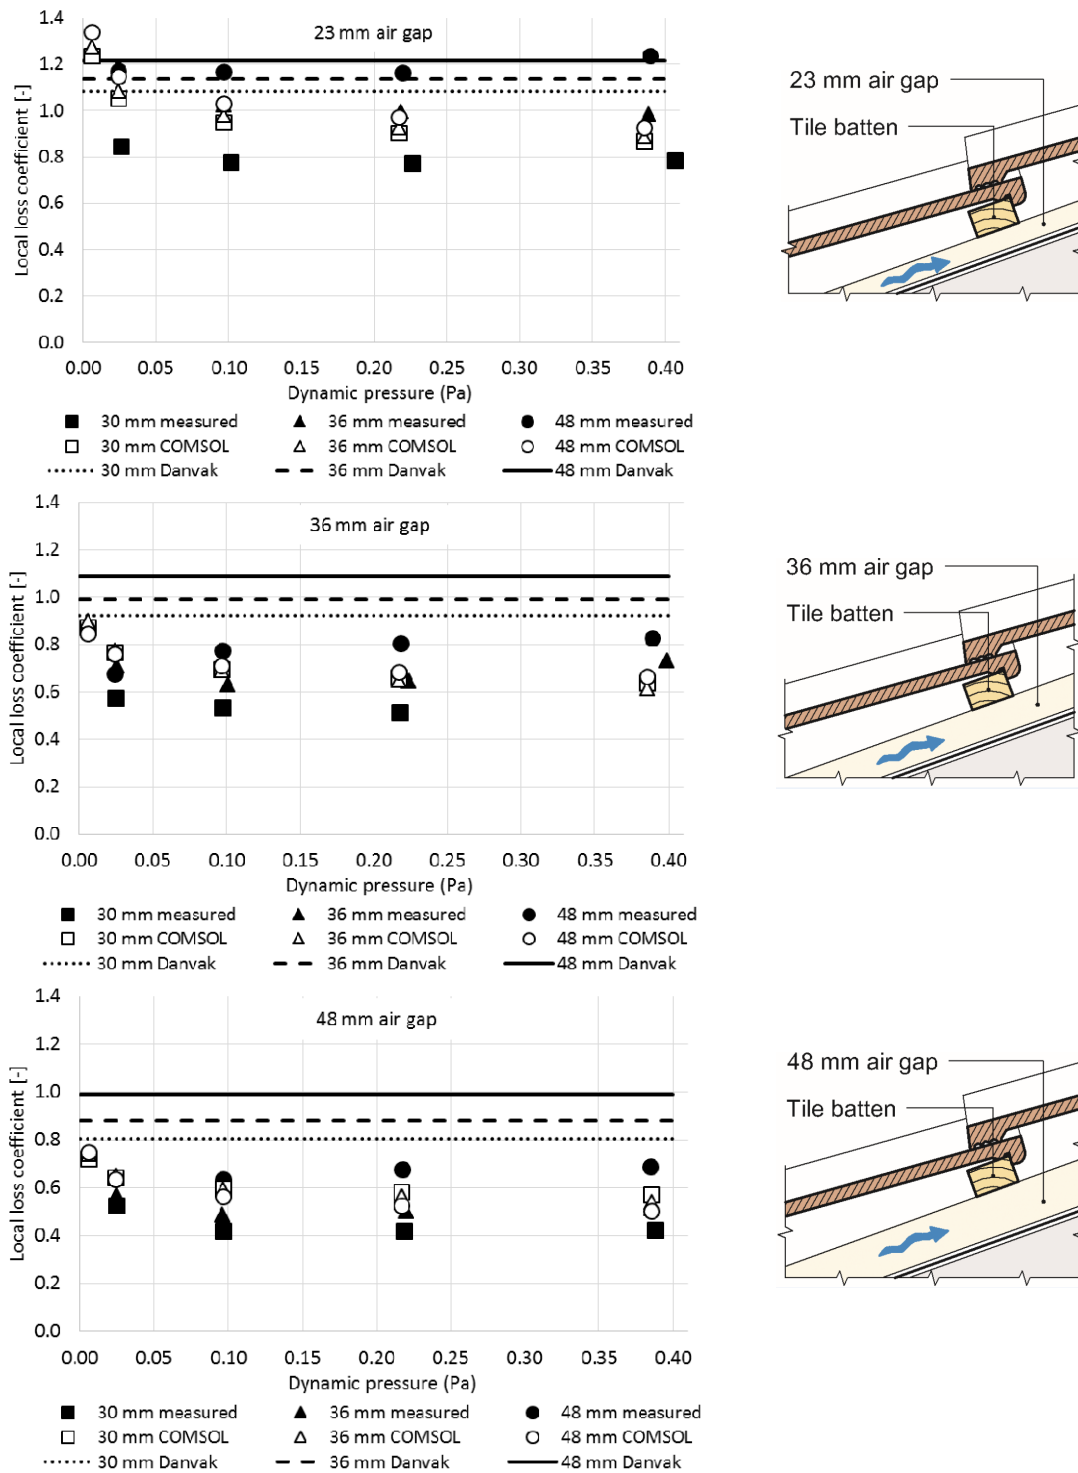 23 mm air gap
Local loss coefficient [-]
1.4
1.2
1.0
0.8
0.6
0.4
0.2
0.0
0.00 0.05 0.10 0.15 0.20 0.25 0.30 0.35 0.40
Dynamic pressure (Pa)
30 mm measured 36 mm measured 48 mm measured
30 mm COMSOL 36 mm COMSOL 48 mm COMSOL
30 mm Danvak 36 mm Danvak 48 mm Danvak
23 mm air gap
Tile batten
36 mm air gap
Local loss coefficient [-]
1.4
1.2
1.0
0.8
0.6
0.4
0.2
0.0
0.00 0.05 0.10 0.15 0.20 0.25 0.30 0.35 0.40
Dynamic pressure (Pa)
30 mm measured 36 mm measured 48 mm measured
30 mm COMSOL 36 mm COMSOL 48 mm COMSOL
30 mm Danvak 36 mm Danvak 48 mm Danvak
36 mm air gap
Tile batten
48 mm air gap
Local loss coefficient [-]
1.4
1.2
1.0
0.8
0.6
0.4
0.2
0.0
0.00 0.05 0.10 0.15 0.20 0.25 0.30 0.35 0.40
Dynamic pressure (Pa)
30 mm measured 36 mm measured 48 mm measured
30 mm COMSOL 36 mm COMSOL 48 mm COMSOL
30 mm Danvak 36 mm Danvak 48 mm Danvak
48 mm air gap
Tile batten